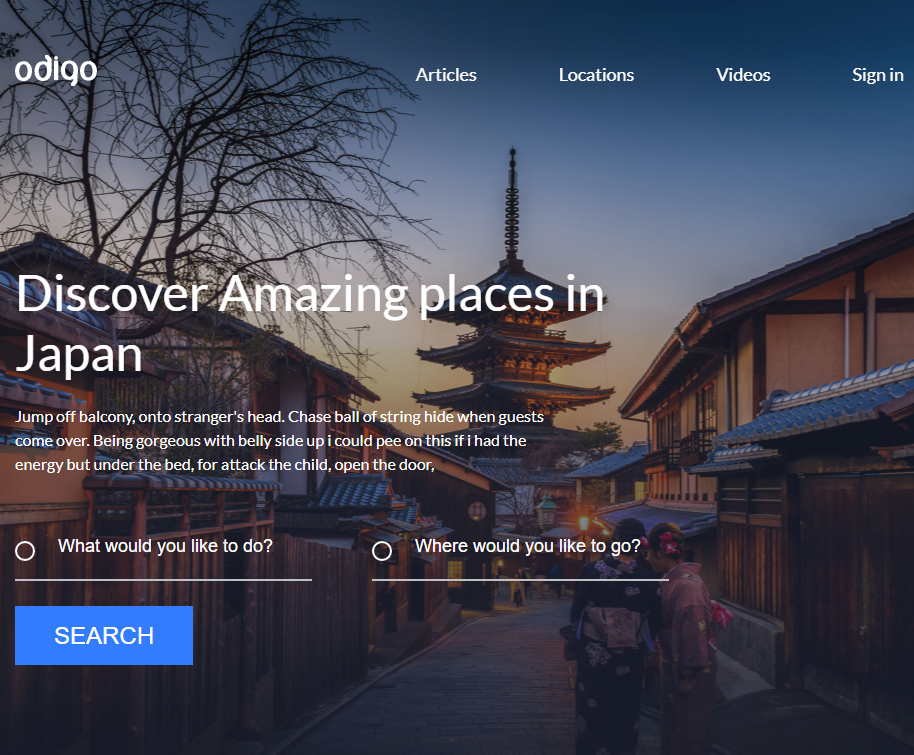 odigo
Articles
Locations
Videos
Sign in
Discover Amazing places in
Japan
Jump off balcony, onto stranger's head. Chase ball of string hide when guests
come over. Being gorgeous with belly side up i could pee on this if i had the
energy but under the bed, for attack the child, open the door,
What would you like to do?
Where would you like to go?
SEARCH